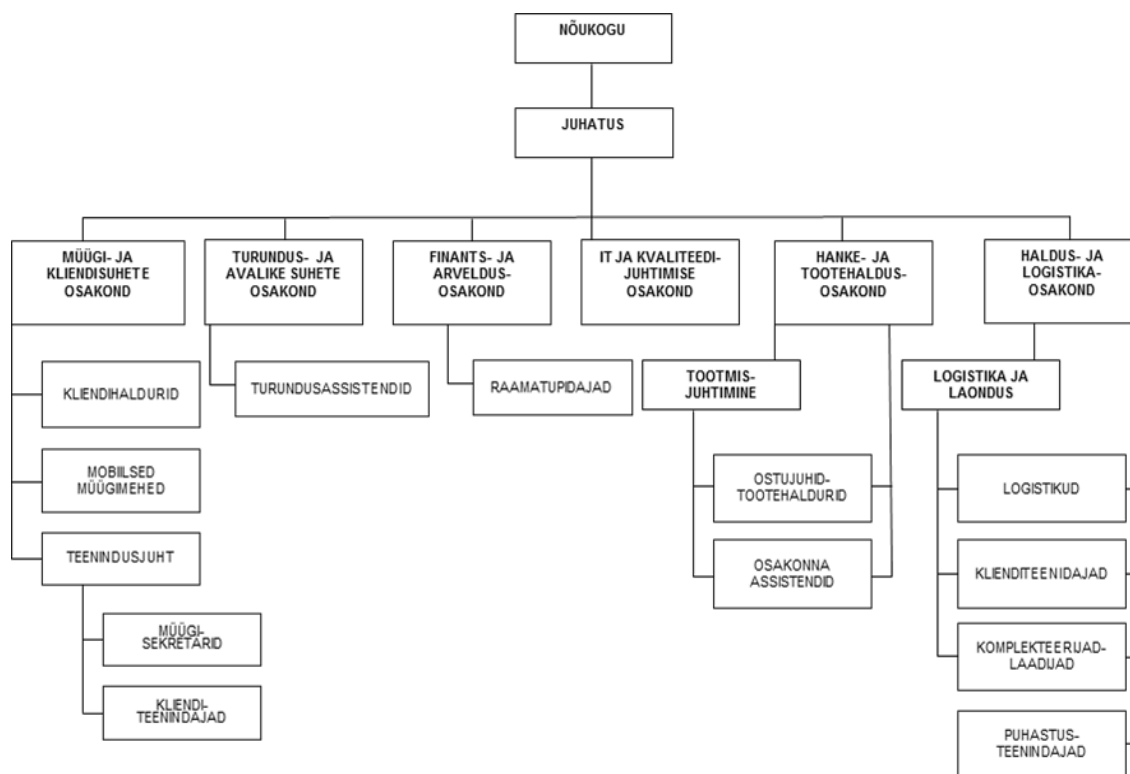 NÕUKOGU
JUHATUS
MÜÜGI- JA
KLIENDISUHETE
OSAKOND
TURUNDUS- JA
AVALIKE SUHETE
OSAKOND
FINANTS- JA
ARVELDUS-
OSAKOND
IT JA KVALITEEDI-
JUHTIMISE
OSAKOND
HANKE- JA
TOOTEHALDUS-
OSAKOND
HALDUS- JA
LOGISTIKA-
OSAKOND
KLIENDIHALDURID
MOBIILSED
MÜÜGIMEHED
TEENINDUSJUHT
MÜÜGI-
SEKRETÄRID
KLIENDI-
TEENINDAJAD
TURUNDUSASSISTENDID
RAAMATUPIDAJAD
TOOTMIS-
JUHTIMINE
OSTUJUHID-
TOOTEHALDURID
OSAKONNA
ASSISTENDID
LOGISTIKA JA
LAONDUS
LOGISTIKUD
KLIENDITEENIDAJAD
KOMPLEKTEERIJAD-
LAADIJAD
PUHASTUS-
TEENINDAJAD